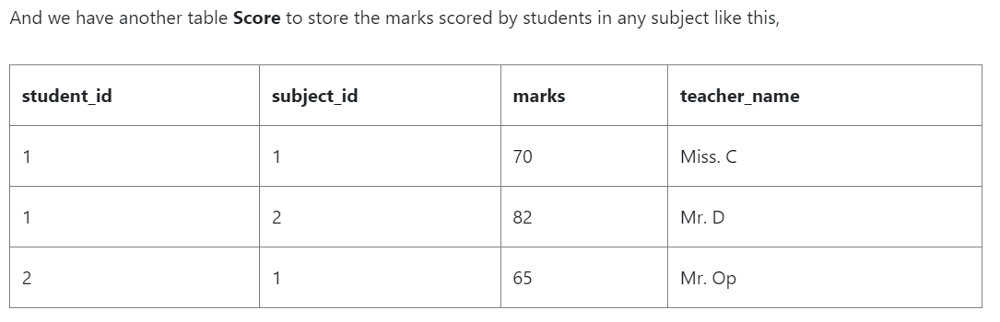 And we have another table Score to store the marks scored by students in any subject like this,
student_id subject_id marks teacher_name
1 1 70 Miss. C
1 2 82 Mr. D
2 1 65 Mr. Op